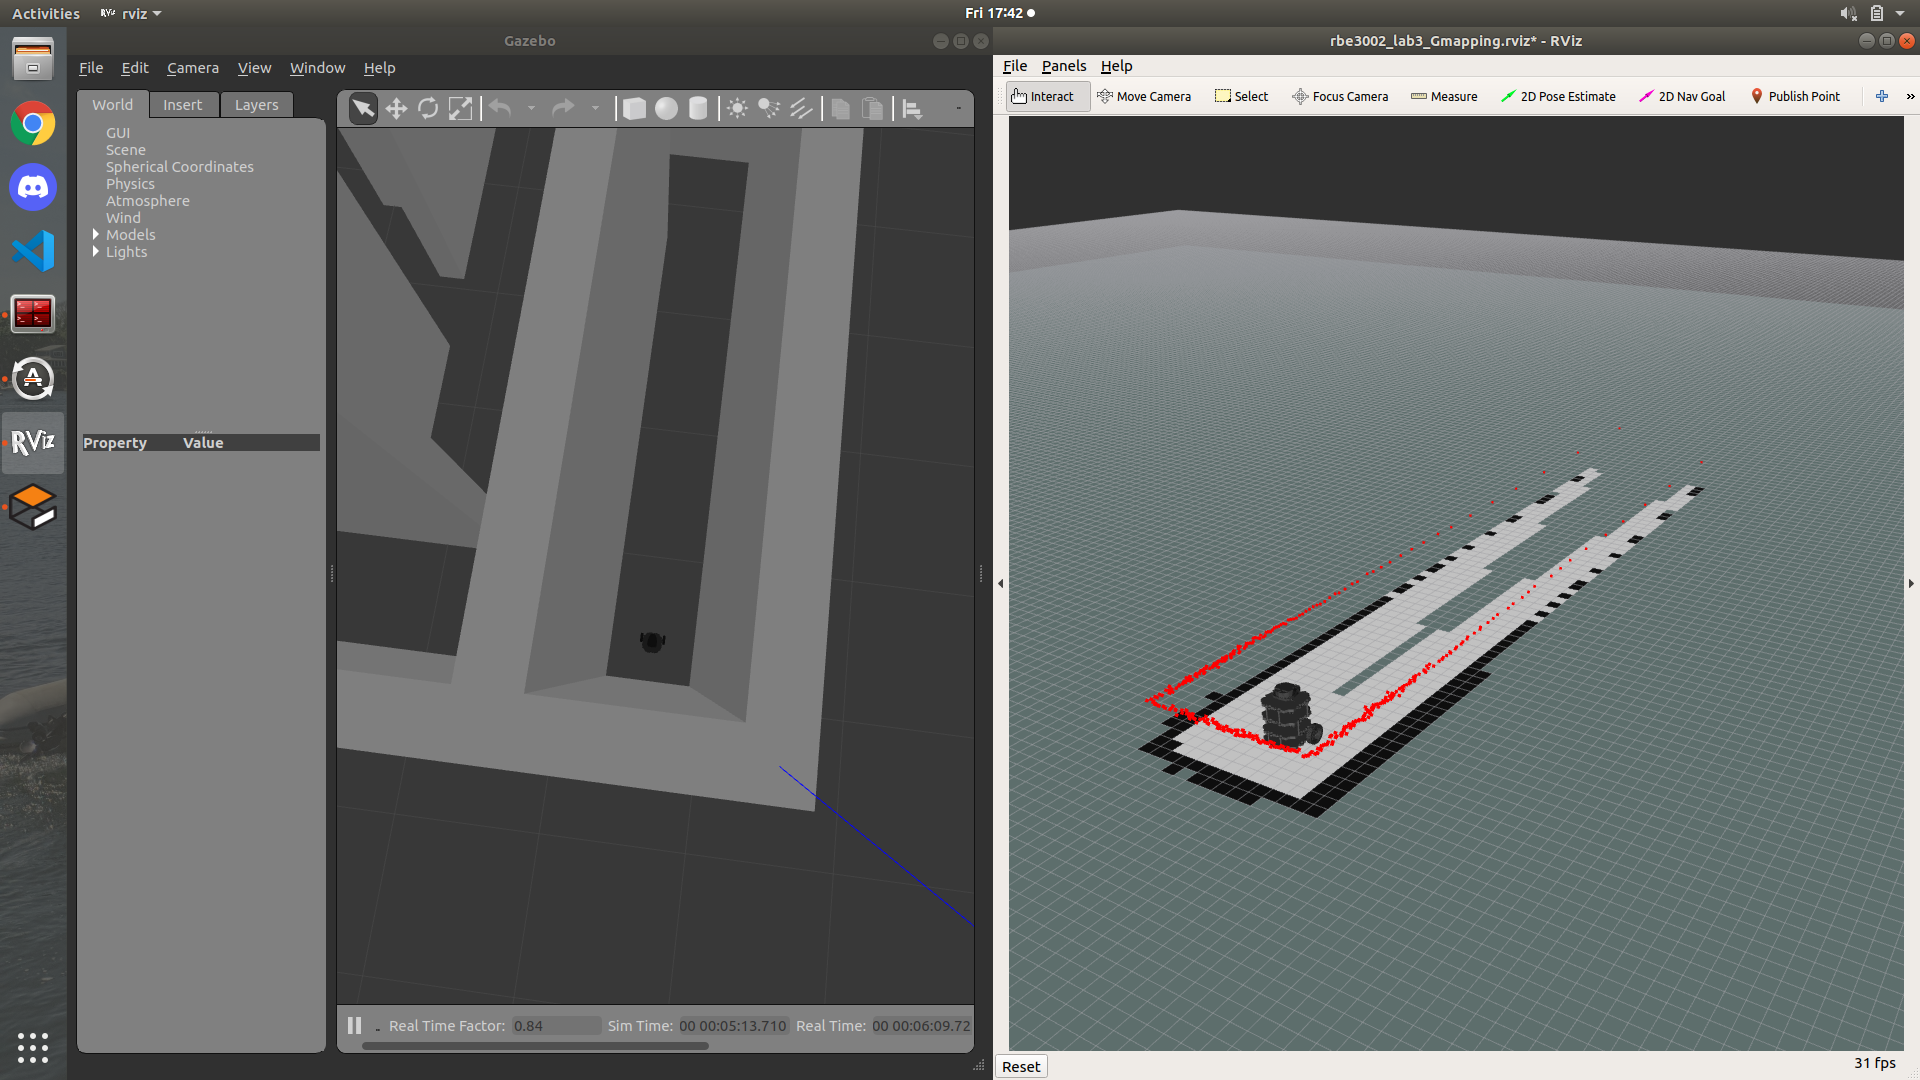 Activities
RViz rviz
Fri 17:42
Gazebo
File Edit Camera View Window Help
World Insert Layers
GUI
Scene
Spherical Coordinates
Physics
Atmosphere
Wind
Models
Lights
Property Value
RViz
Real Time Factor: 0.84 Sim Time: 00 00:05:13.710 Real Time: 00 00:06:09.72
rbe3002_lab3_Gmapping.rviz* - RViz
File Panels Help
Interact Move Camera Select Focus Camera Measure 2D Pose Estimate 2D Nav Goal Publish Point »
Reset
31 fps